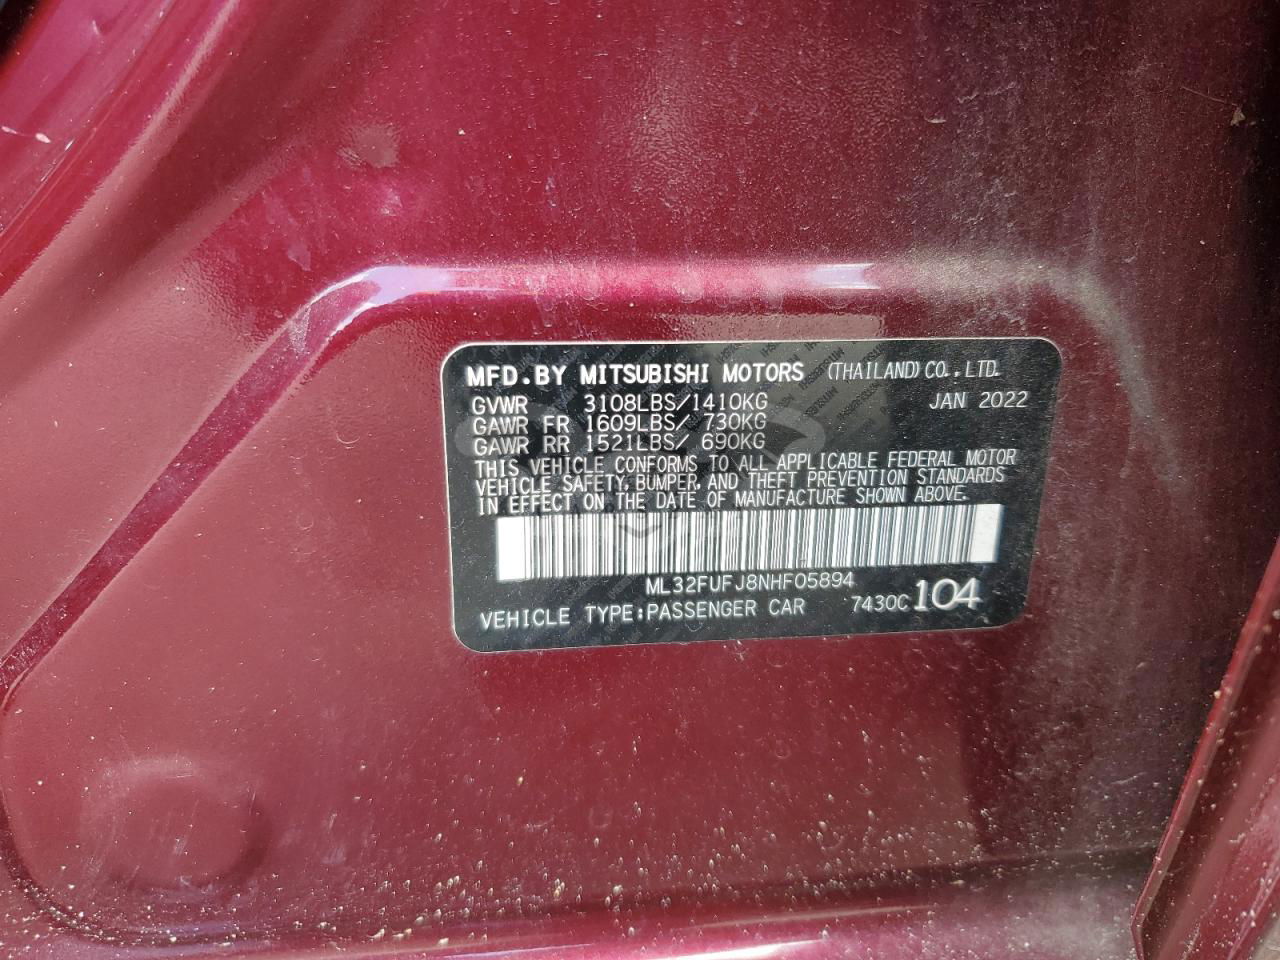 MFD.BY MITSUBISHI MOTORS (THAILAND) CO.,LTD.
GVWR 3108LBS/1410KG JAN 2022
GAWR FR 1609LBS/ 730KG
GAWR RR 1521LBS/ 690KG
THIS VEHICLE CONFORMS TO ALL APPLICABLE FEDERAL MOTOR
VEHICLE SAFETY, BUMPER, AND THEFT PREVENTION STANDARDS
IN EFFECT ON THE DATE OF MANUFACTURE SHOWN ABOVE.
ML32FUFJ8NHF05894
VEHICLE TYPE:PASSENGER CAR 7430C 104